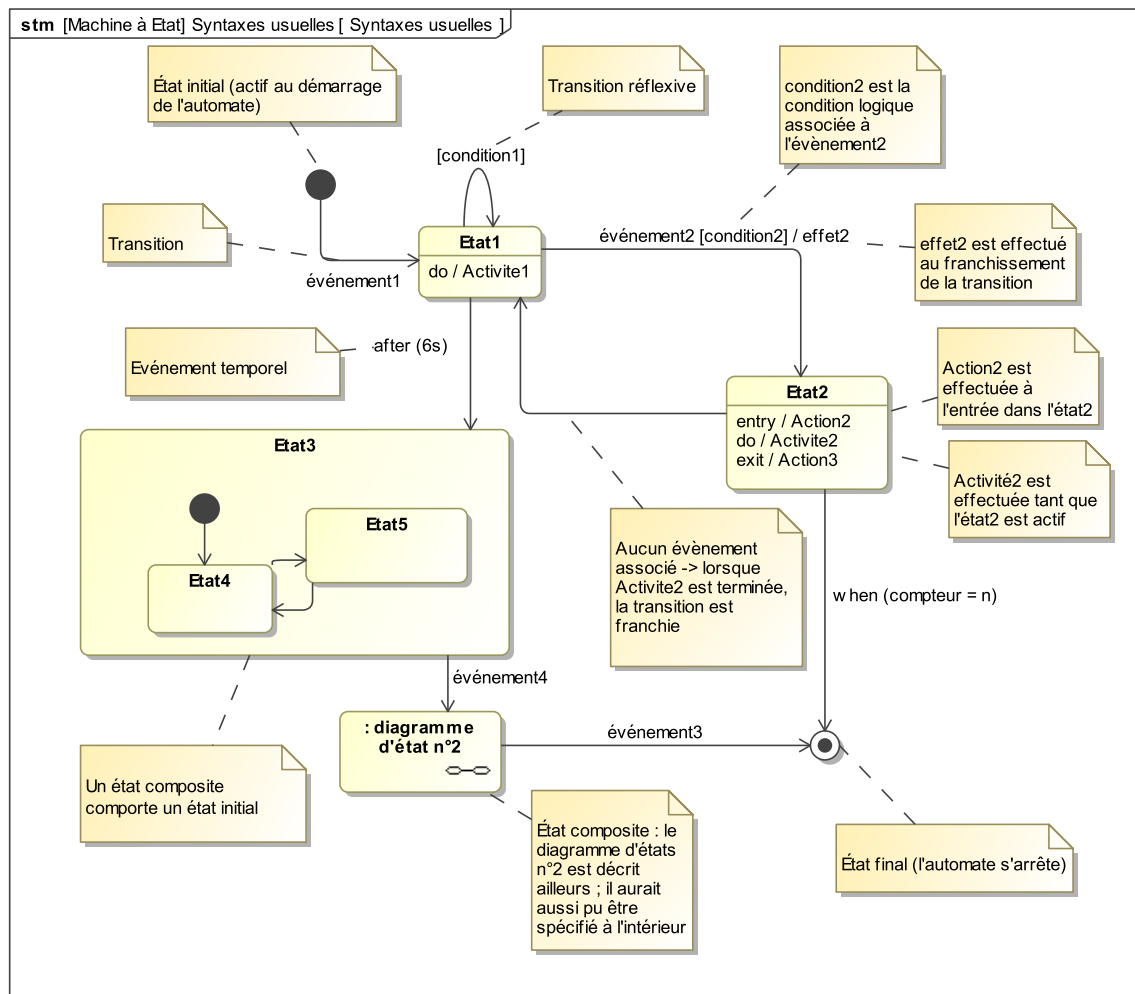 stm [Machine à Etat] Syntaxes usuelles [ Syntaxes usuelles ]
État initial (actif au démarrage
de l'automate)
Transition réflexive
condition2 est la
condition logique
associée à
l'évènement2
[condition1]
Transition
événement1
Etat1
do / Activite1
événement2 [condition2] / effet2
effet2 est effectué
au franchissement
de la transition
Evénement temporel
after (6s)
Etat2
entry / Action2
do / Activite2
exit / Action3
Action2 est
effectuée à
l'entrée dans l'état2
Activité2 est
effectuée tant que
l'état2 est actif
Etat3
Etat5
Etat4
Aucun évènement
associé -> lorsque
Activite2 est terminée,
la transition est
franchie
when (compteur = n)
événement4
: diagramme
d'état n°2
événement3
Un état composite
comporte un état initial
État composite : le
diagramme d'états
n°2 est décrit
ailleurs ; il aurait
aussi pu être
spécifié à l'intérieur
État final (l'automate s'arrête)